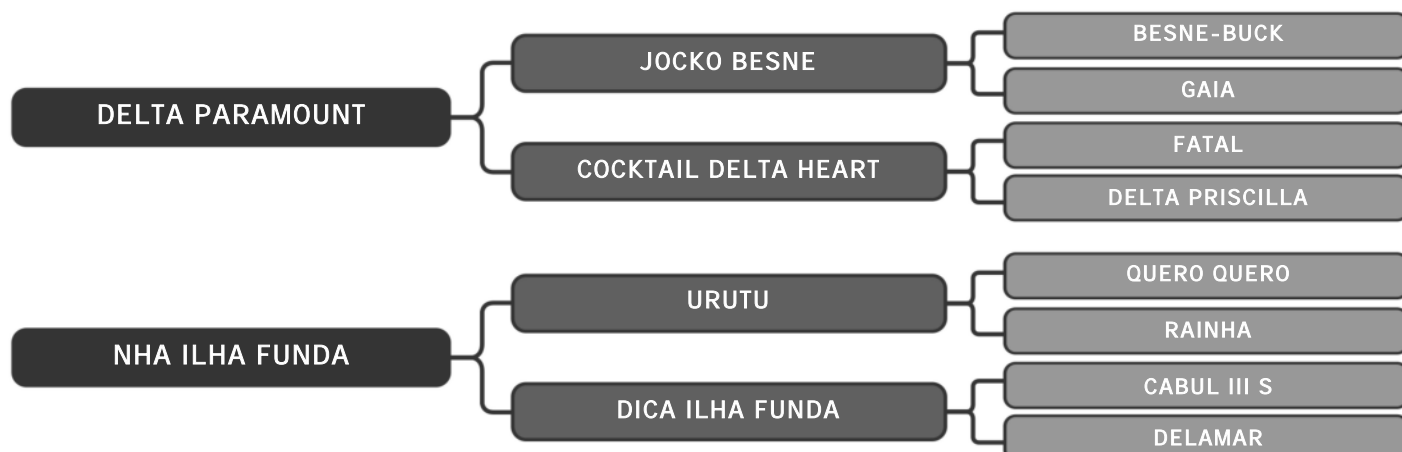 BESNE-BUCK
JOCKO BESNE
GAIA
DELTA PARAMOUNT
FATAL
COCKTAIL DELTA HEART
DELTA PRISCILLA
QUERO QUERO
URUTU
RAINHA
NHA ILHA FUNDA
CABUL III S
DICA ILHA FUNDA
DELAMAR